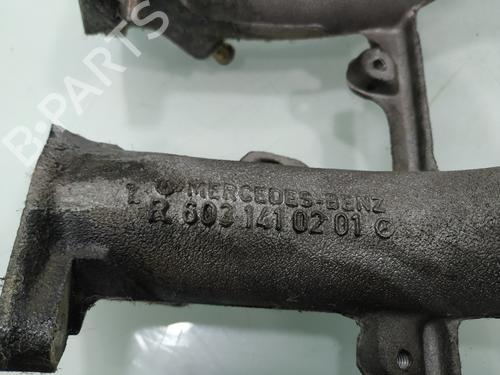 MERCEDES-BENZ
R 603 141 02 01 C
B-PARTS